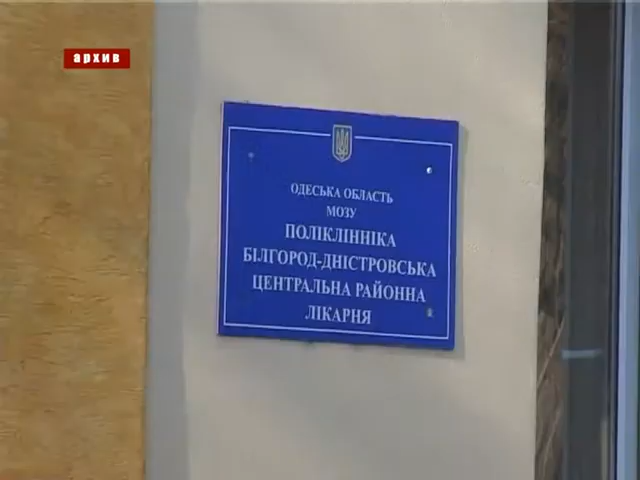 архив
ОДЕСЬКА ОБЛАСТЬ
МОЗУ
ПОЛІКЛІННІКА
БІЛГОРОД-ДНІСТРОВСЬКА
ЦЕНТРАЛЬНА РАЙОННА
ЛІКАРНЯ